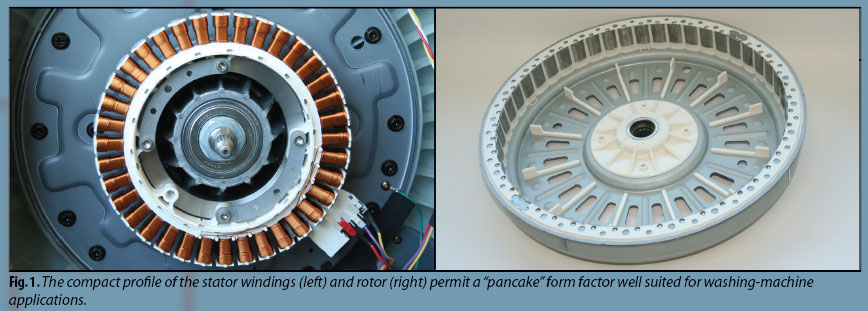 Fig. 1. The compact profile of the stator windings (left) and rotor (right) permit a “pancake” form factor well suited for washing-machine
applications.